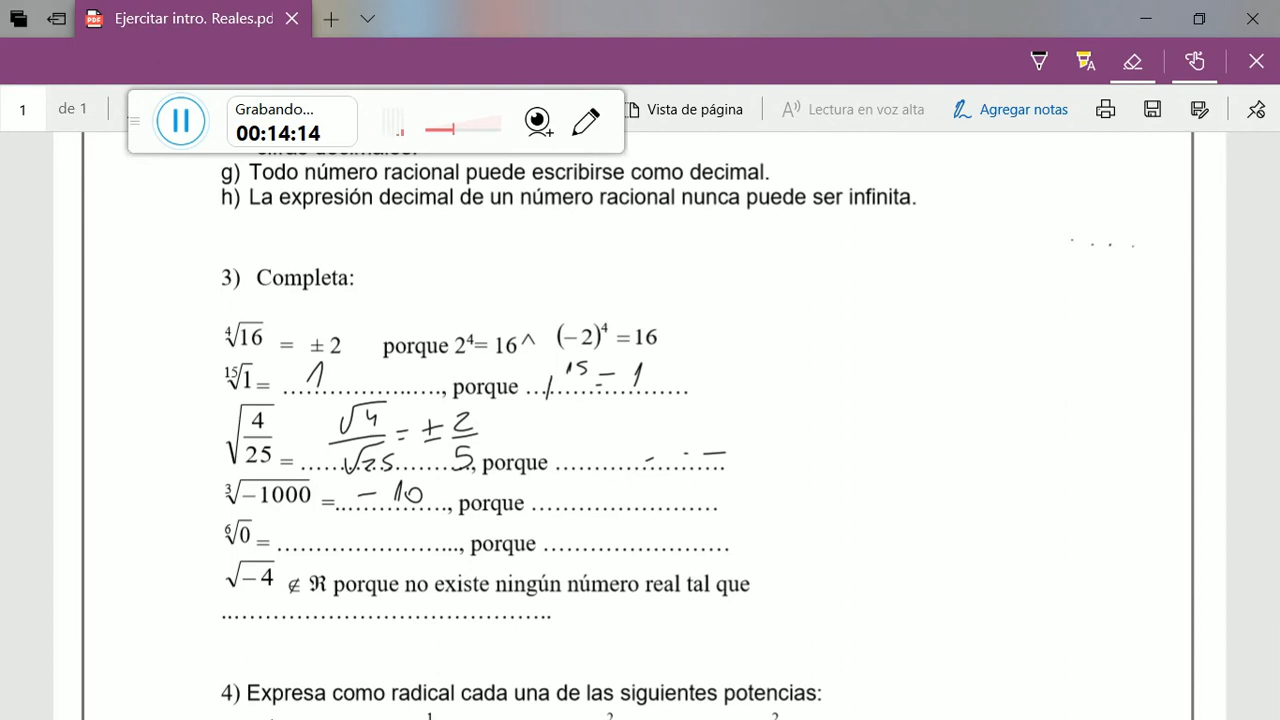 Ejercitar intro. Reales.pd
1 de 1
Grabando...
00:14:14
Vista de página
Lectura en voz alta
Agregar notas
g) Todo número racional puede escribirse como decimal.
h) La expresión decimal de un número racional nunca puede ser infinita.
3) Completa:
∜16 = ± 2 porque 2⁴= 16 ^ (−2)⁴ = 16
¹⁵√1 = 1 ........................, porque 1¹⁵ = 1 ........................
√(4/25) = √4/√25 = ± 2/5, porque ........................
∛−1000 = − 10 ........................, porque ........................
⁶√0 = ........................, porque ........................
√−4 ∉ ℜ porque no existe ningún número real tal que
........................................
4) Expresa como radical cada una de las siguientes potencias: